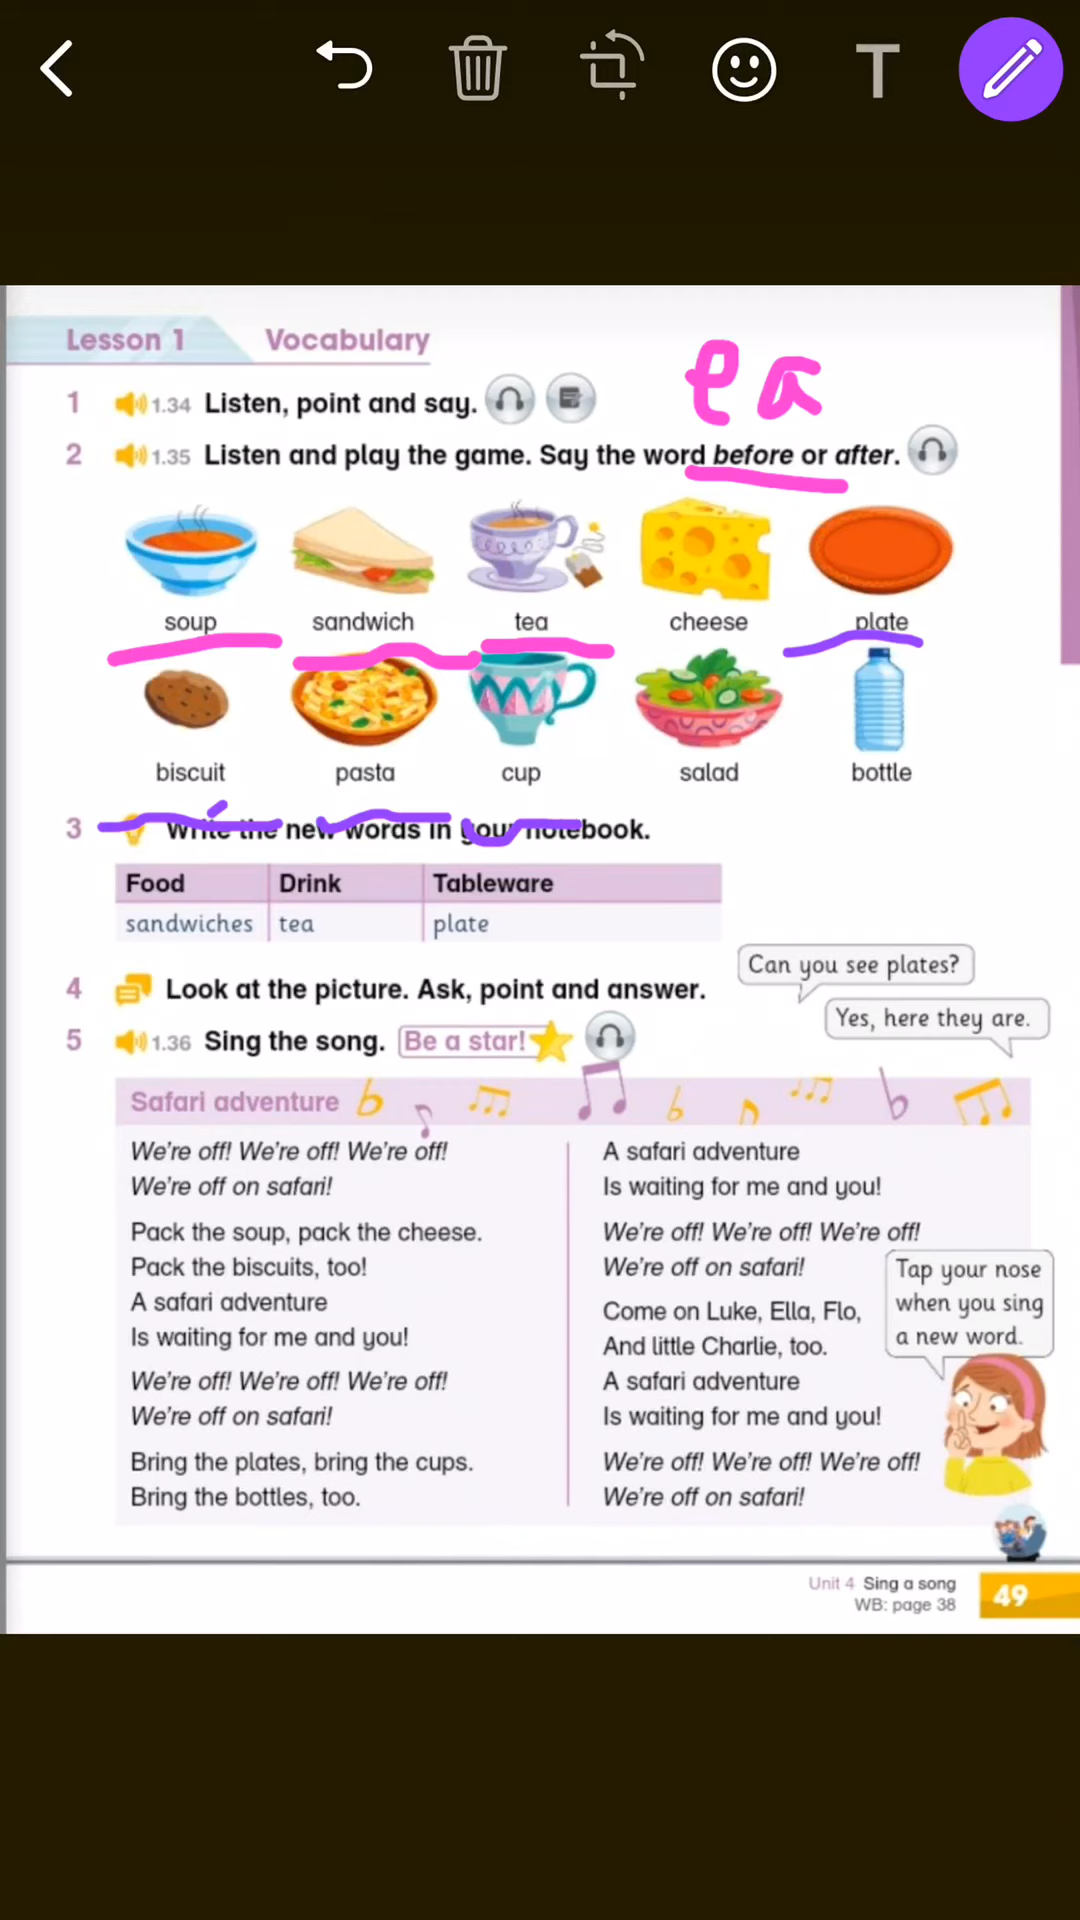 T
Lesson 1 Vocabulary
ea
1 1.34 Listen, point and say.
2 1.35 Listen and play the game. Say the word before or after.
soup sandwich tea cheese plate
biscuit pasta cup salad bottle
3 Write the new words in your notebook.
Food Drink Tableware
sandwiches tea plate
Can you see plates?
4 Look at the picture. Ask, point and answer.
Yes, here they are.
5 1.36 Sing the song. Be a star!
Safari adventure
We're off! We're off! We're off!
We're off on safari!
Pack the soup, pack the cheese.
Pack the biscuits, too!
A safari adventure
Is waiting for me and you!
We're off! We're off! We're off!
We're off on safari!
Bring the plates, bring the cups.
Bring the bottles, too.
A safari adventure
Is waiting for me and you!
We're off! We're off! We're off!
We're off on safari!
Come on Luke, Ella, Flo,
And little Charlie, too.
A safari adventure
Is waiting for me and you!
We're off! We're off! We're off!
We're off on safari!
Tap your nose
when you sing
a new word.
Unit 4 Sing a song
WB: page 38
49